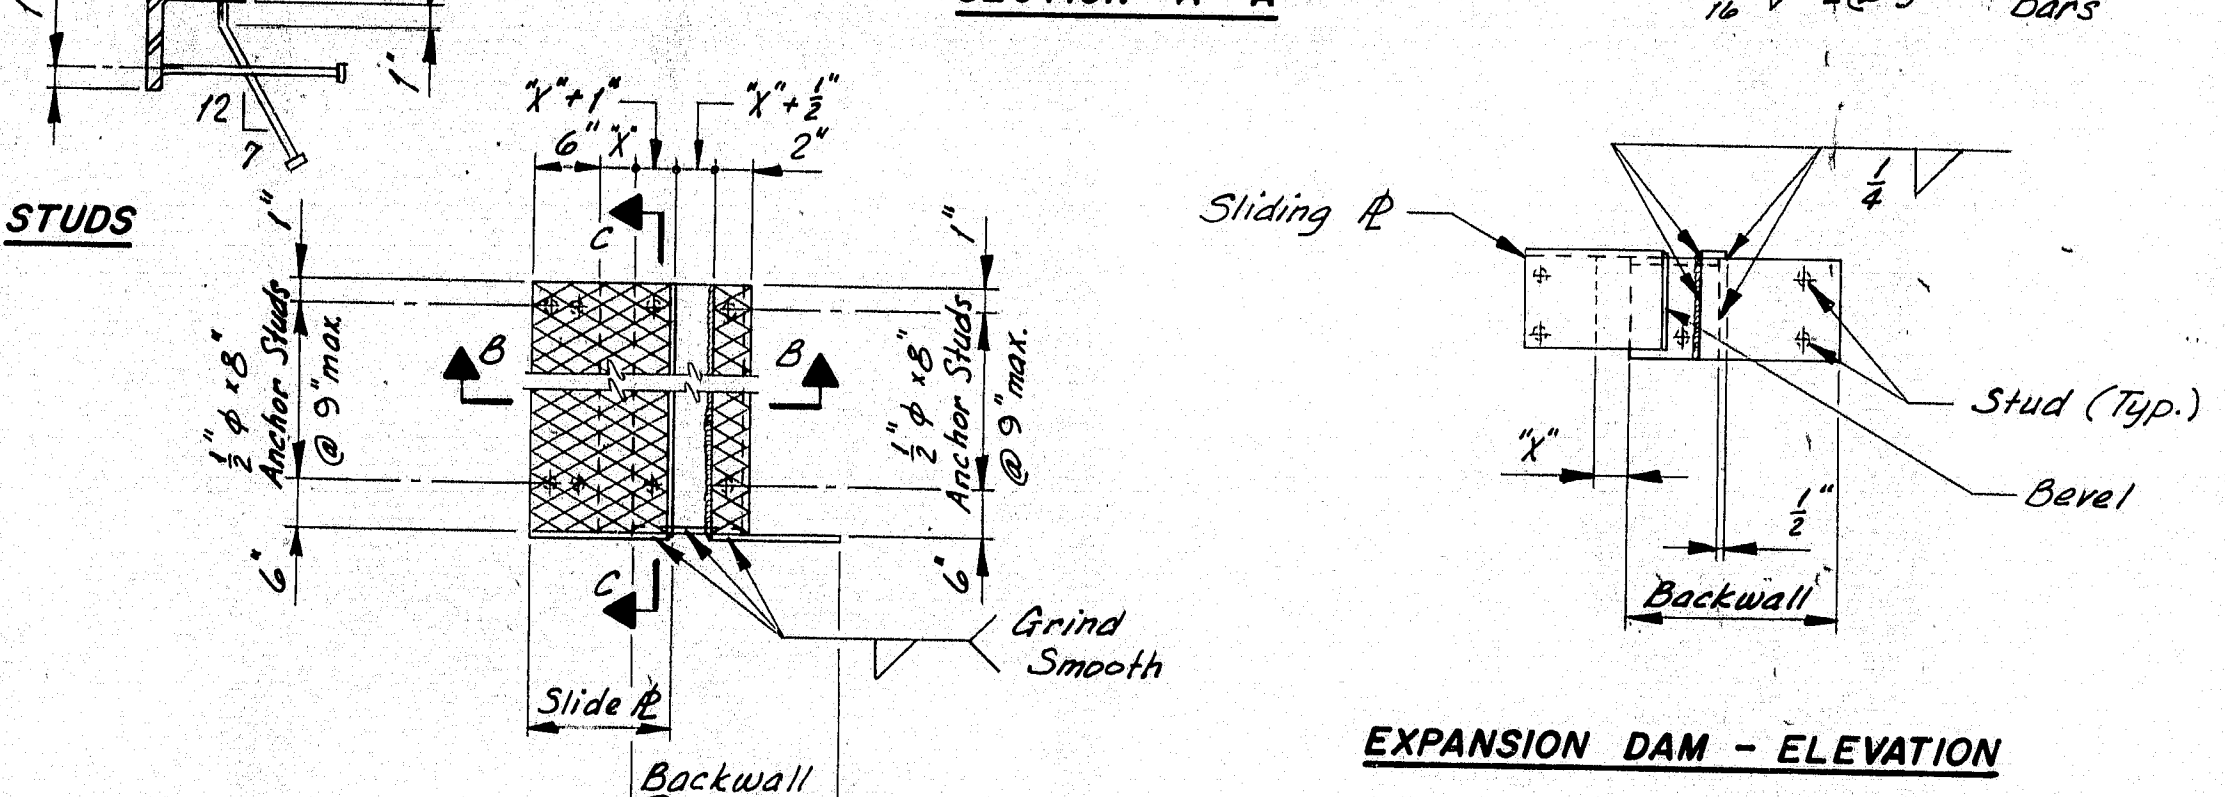 1"
12
7
STUDS
"X"+1"
"X"+1/2"
6"
"X"
2"
1"
1"
C
B
B
1/2" φ x 8"
Anchor Studs
@ 9" max.
1/2" φ x 8"
Anchor Studs
@ 9" max.
6"
6"
C
Grind
Smooth
Slide ℄
Backwall
16
Bars
1/4
Sliding ℄
Stud (Typ.)
"X"
1/2"
Bevel
Backwall
EXPANSION DAM - ELEVATION